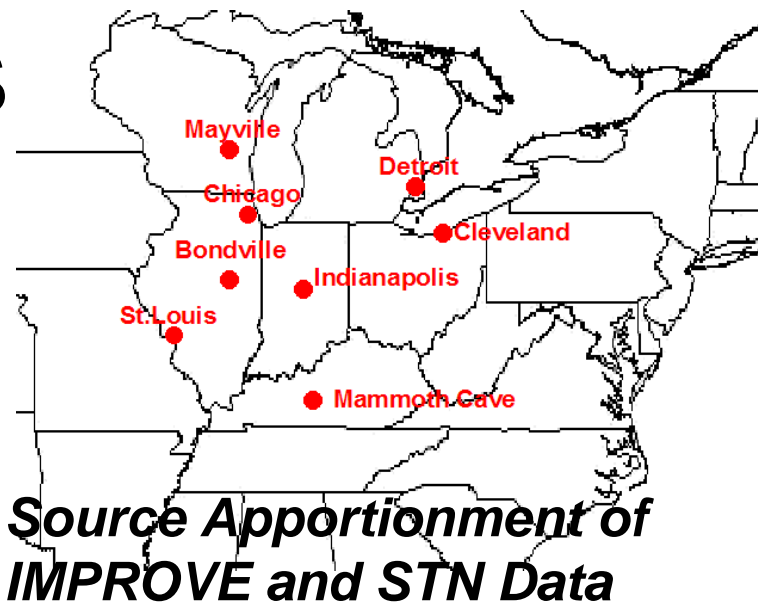 Mayville
Detroit
Chicago
Cleveland
Bondville
Indianapolis
St.Louis
Mammoth Cave
Source Apportionment of
IMPROVE and STN Data